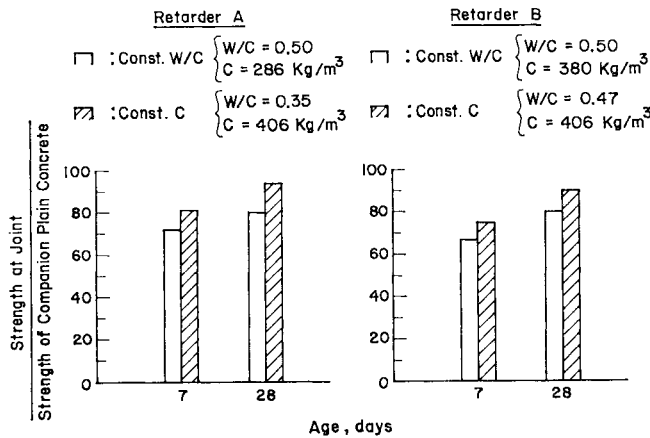 Retarder A
Retarder B
: Const. W/C { W/C = 0.50
C = 286 Kg/m³
: Const. W/C { W/C = 0.50
C = 380 Kg/m³
: Const. C { W/C = 0.35
C = 406 Kg/m³
: Const. C { W/C = 0.47
C = 406 Kg/m³
Strength at Joint
Strength of Companion Plain Concrete
100
80
60
40
20
0
7
28
100
80
60
40
20
0
7
28
Age, days